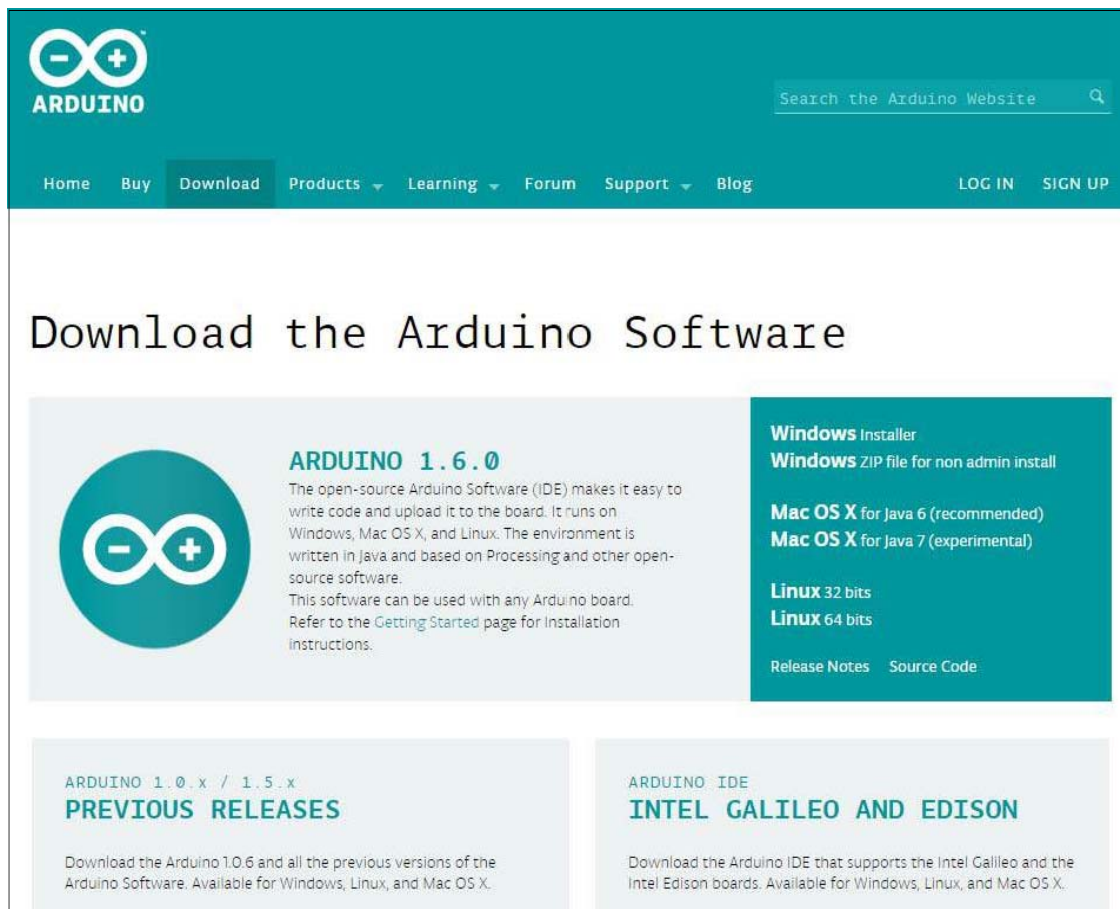 ARDUINO
Search the Arduino Website
Home Buy Download Products Learning Forum Support Blog LOG IN SIGN UP
Download the Arduino Software
ARDUINO 1.6.0
The open-source Arduino Software (IDE) makes it easy to
write code and upload it to the board. It runs on
Windows, Mac OS X, and Linux. The environment is
written in Java and based on Processing and other open-
source software.
This software can be used with any Arduino board.
Refer to the Getting Started page for Installation
instructions.
Windows Installer
Windows ZIP file for non admin install
Mac OS X for Java 6 (recommended)
Mac OS X for Java 7 (experimental)
Linux 32 bits
Linux 64 bits
Release Notes Source Code
ARDUINO 1.0.x / 1.5.x
PREVIOUS RELEASES
Download the Arduino 1.0.6 and all the previous versions of the
Arduino Software. Available for Windows, Linux, and Mac OS X.
ARDUINO IDE
INTEL GALILEO AND EDISON
Download the Arduino IDE that supports the Intel Galileo and the
Intel Edison boards. Available for Windows, Linux, and Mac OS X.